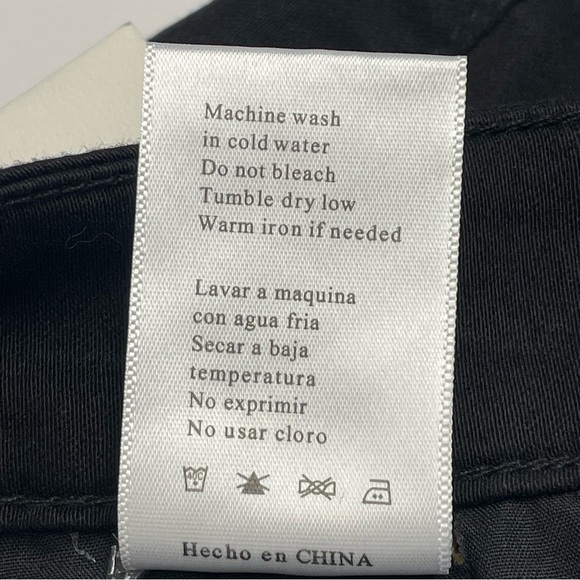 Machine wash
in cold water
Do not bleach
Tumble dry low
Warm iron if needed
Lavar a maquina
con agua fria
Secar a baja
temperatura
No exprimir
No usar cloro
Hecho en CHINA